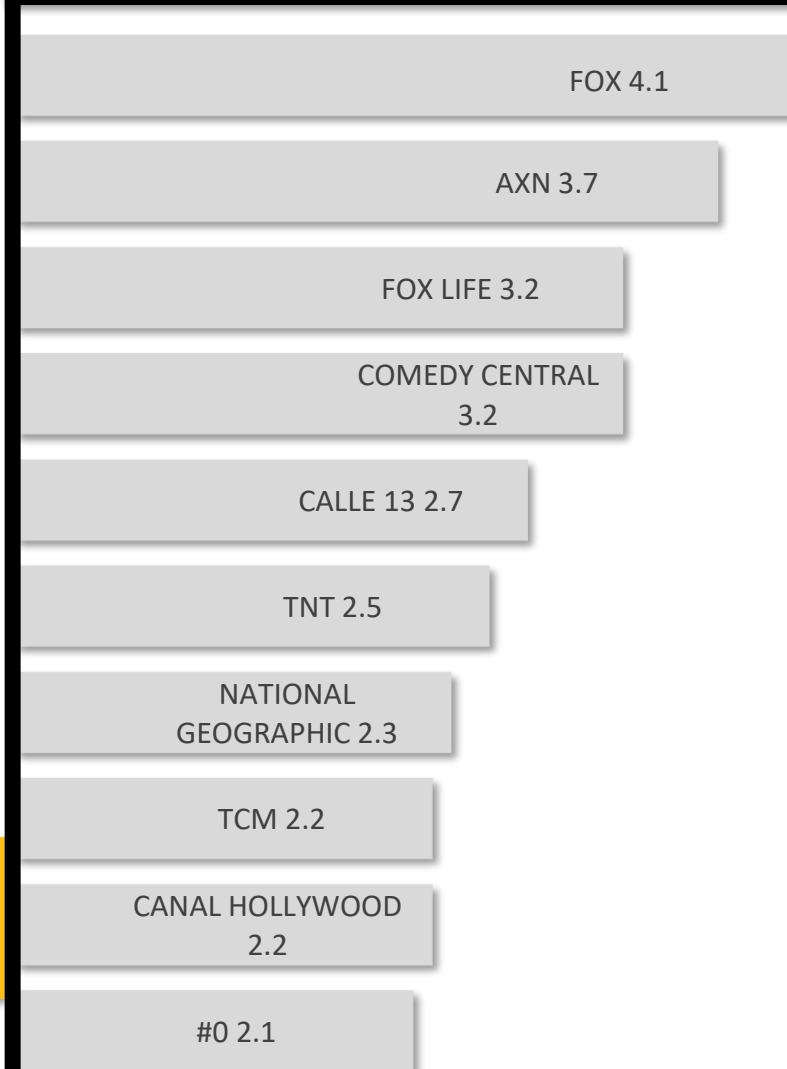 FOX 4.1
AXN 3.7
FOX LIFE 3.2
COMEDY CENTRAL
3.2
CALLE 13 2.7
TNT 2.5
NATIONAL
GEOGRAPHIC 2.3
TCM 2.2
CANAL HOLLYWOOD
2.2
#0 2.1